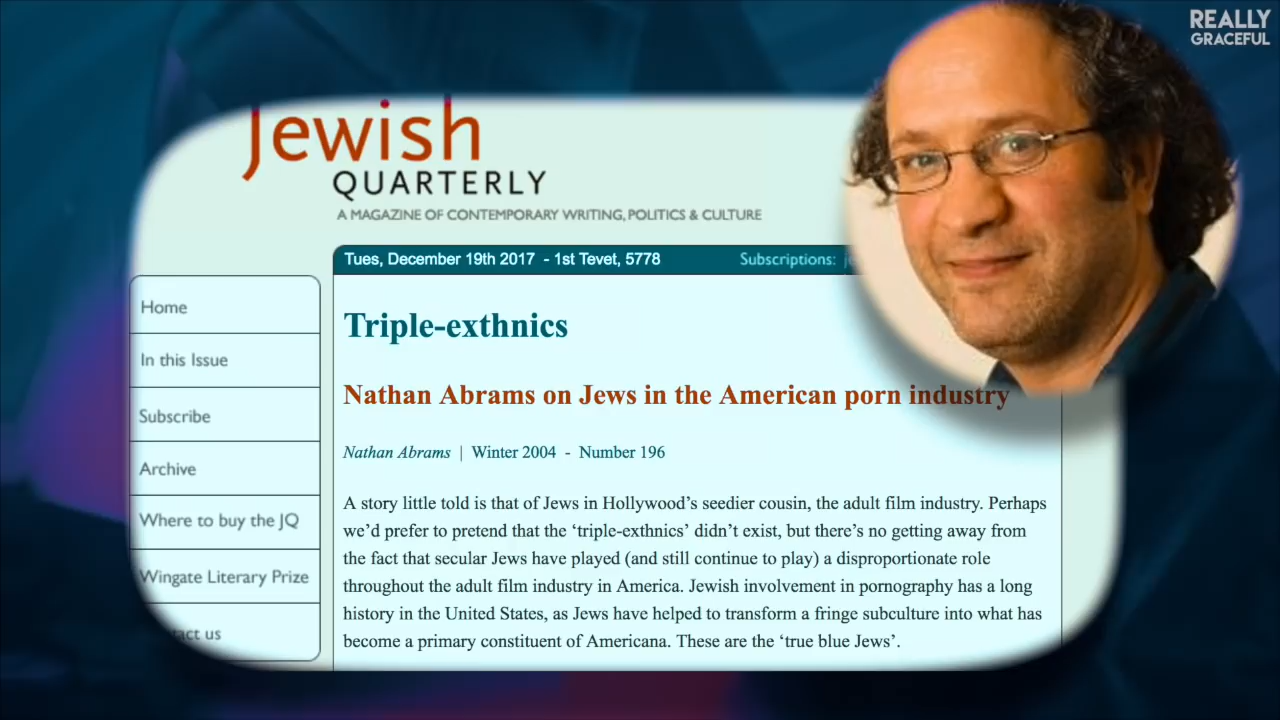 REALLY
GRACEFUL
Jewish
QUARTERLY
A MAGAZINE OF CONTEMPORARY WRITING, POLITICS & CULTURE
Tues, December 19th 2017 - 1st Tevet, 5778
Subscriptions:
Home
In this Issue
Subscribe
Archive
Where to buy the JQ
Wingate Literary Prize
us
Triple-exthnics
Nathan Abrams on Jews in the American porn industry
Nathan Abrams | Winter 2004 - Number 196
A story little told is that of Jews in Hollywood's seedier cousin, the adult film industry. Perhaps
we'd prefer to pretend that the ‘triple-exthnics’ didn't exist, but there's no getting away from
the fact that secular Jews have played (and still continue to play) a disproportionate role
throughout the adult film industry in America. Jewish involvement in pornography has a long
history in the United States, as Jews have helped to transform a fringe subculture into what has
become a primary constituent of Americana. These are the ‘true blue Jews’.